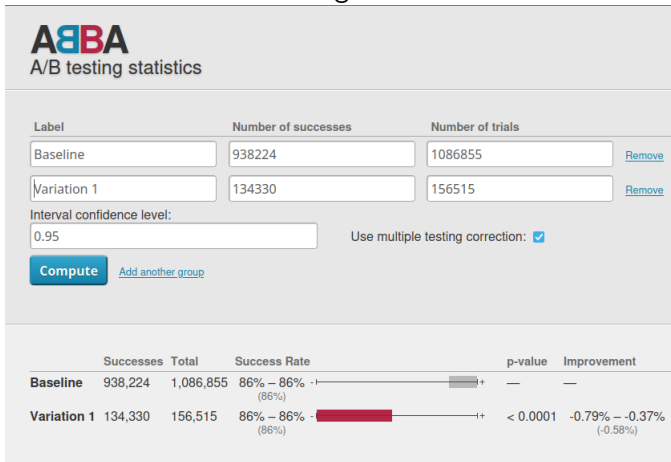 ABBA
A/B testing statistics
Label Number of successes Number of trials
Baseline 938224 1086855 Remove
Variation 1 134330 156515 Remove
Interval confidence level:
0.95 Use multiple testing correction:
Compute Add another group
Successes Total Success Rate p-value Improvement
Baseline 938,224 1,086,855 86% – 86% - + — —
(86%)
Variation 1 134,330 156,515 86% – 86% - + < 0.0001 -0.79% – -0.37%
(86%) (-0.58%)